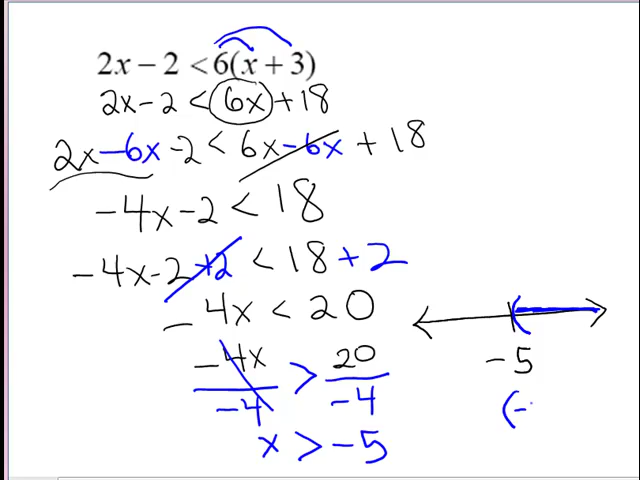 2x − 2 < 6(x + 3)
2x - 2 < 6x + 18
2x - 6x - 2 < 6x - 6x + 18
-4x - 2 < 18
-4x - 2 + 2 < 18 + 2
-4x < 20
-4x/-4 > 20/-4
x > -5
-5
(-